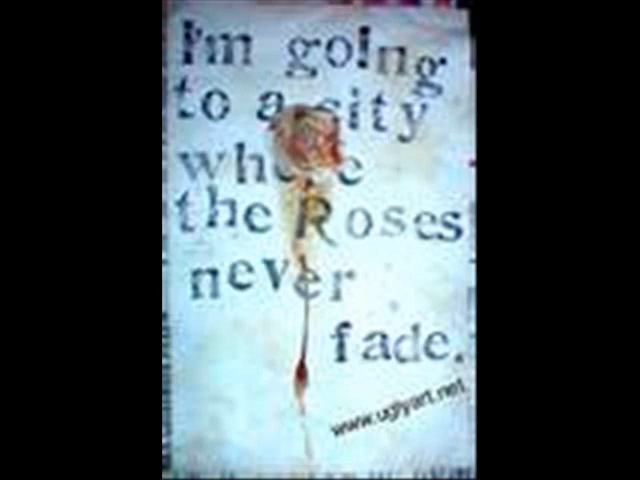 I'm going
to a city
where
the Roses
never
fade.
www.uglyart.net